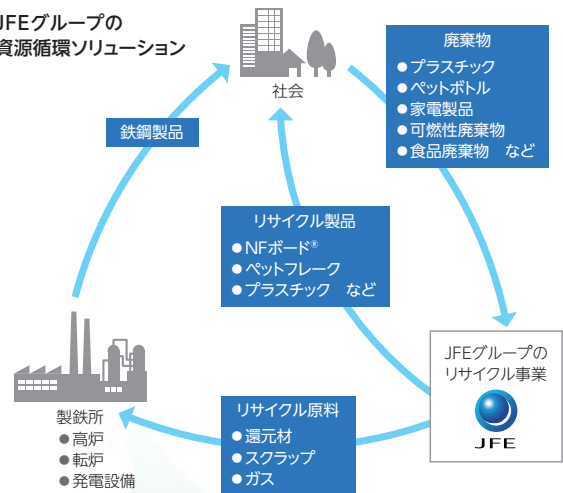 JFEグループの
資源循環ソリューション
社会
廃棄物
●プラスチック
●ペットボトル
●家電製品
●可燃性廃棄物
●食品廃棄物　など
鉄鋼製品
リサイクル製品
●NFボード®
●ペットフレーク
●プラスチック　など
JFEグループの
リサイクル事業
JFE
製鉄所
●高炉
●転炉
●発電設備
リサイクル原料
●還元材
●スクラップ
●ガス